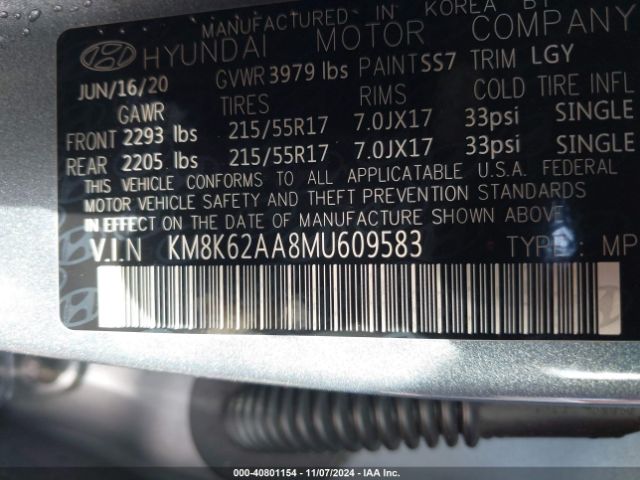 MANUFACTURED IN KOREA BY
HYUNDAI MOTOR COMPANY
JUN/16/20 GVWR 3979 lbs PAINT SS7 TRIM LGY
GAWR TIRES RIMS COLD TIRE INFL
FRONT 2293 lbs 215/55R17 7.0JX17 33psi SINGLE
REAR 2205 lbs 215/55R17 7.0JX17 33psi SINGLE
THIS VEHICLE CONFORMS TO ALL APPLICATABLE U.S.A. FEDERAL
MOTOR VEHICLE SAFETY AND THEFT PREVENTION STANDARDS
IN EFFECT ON THE DATE OF MANUFACTURE SHOWN ABOVE
V.I.N KM8K62AA8MU609583 TYPE : MP
000-40801154 - 11/07/2024 - IAA Inc.